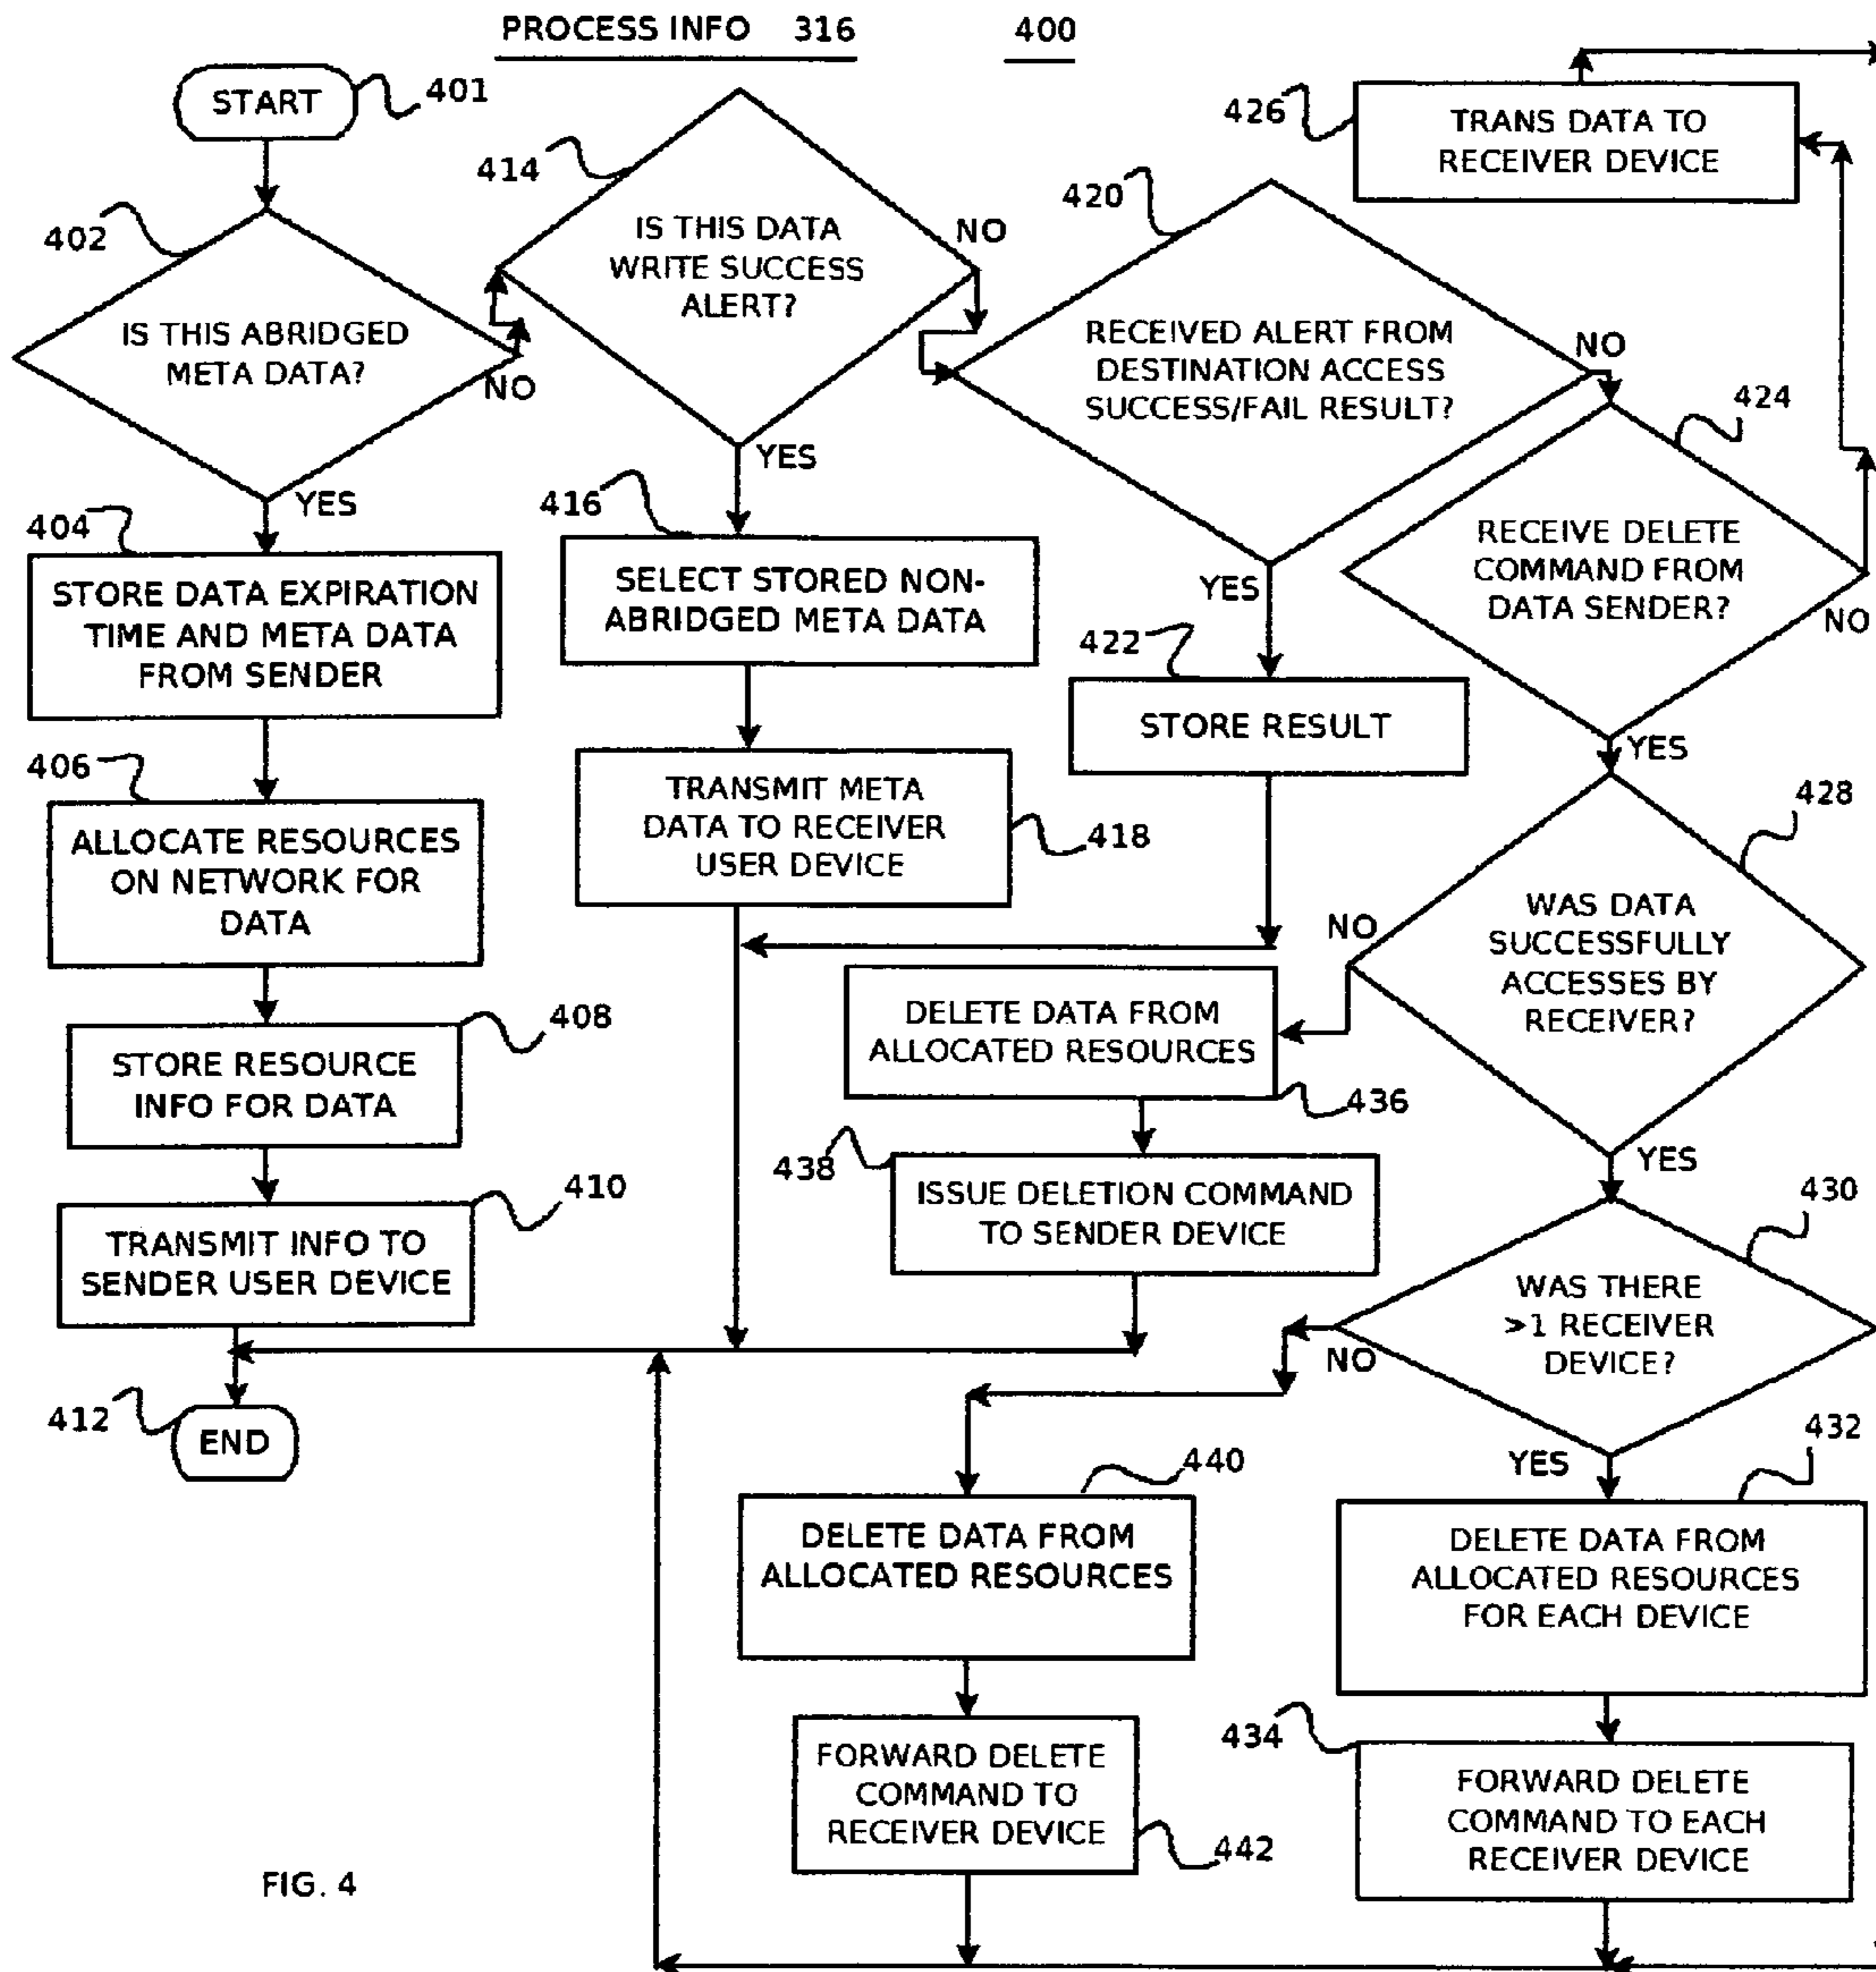 PROCESS INFO 316 400
START 401
402
IS THIS ABRIDGED
META DATA?
NO
YES
404
STORE DATA EXPIRATION
TIME AND META DATA
FROM SENDER
406
ALLOCATE RESOURCES
ON NETWORK FOR
DATA
408
STORE RESOURCE
INFO FOR DATA
410
TRANSMIT INFO TO
SENDER USER DEVICE
412
END
414
IS THIS DATA
WRITE SUCCESS
ALERT?
NO
YES
416
SELECT STORED NON-
ABRIDGED META DATA
TRANSMIT META
DATA TO RECEIVER
USER DEVICE
418
420
RECEIVED ALERT FROM
DESTINATION ACCESS
SUCCESS/FAIL RESULT?
NO
YES
422
STORE RESULT
424
RECEIVE DELETE
COMMAND FROM
DATA SENDER?
NO
YES
426
TRANS DATA TO
RECEIVER DEVICE
428
WAS DATA
SUCCESSFULLY
ACCESSES BY
RECEIVER?
NO
YES
DELETE DATA FROM
ALLOCATED RESOURCES
436
438
ISSUE DELETION COMMAND
TO SENDER DEVICE
430
WAS THERE
>1 RECEIVER
DEVICE?
NO
YES
432
DELETE DATA FROM
ALLOCATED RESOURCES
FOR EACH DEVICE
434
FORWARD DELETE
COMMAND TO EACH
RECEIVER DEVICE
440
DELETE DATA FROM
ALLOCATED RESOURCES
FORWARD DELETE
COMMAND TO
RECEIVER DEVICE
442
FIG. 4